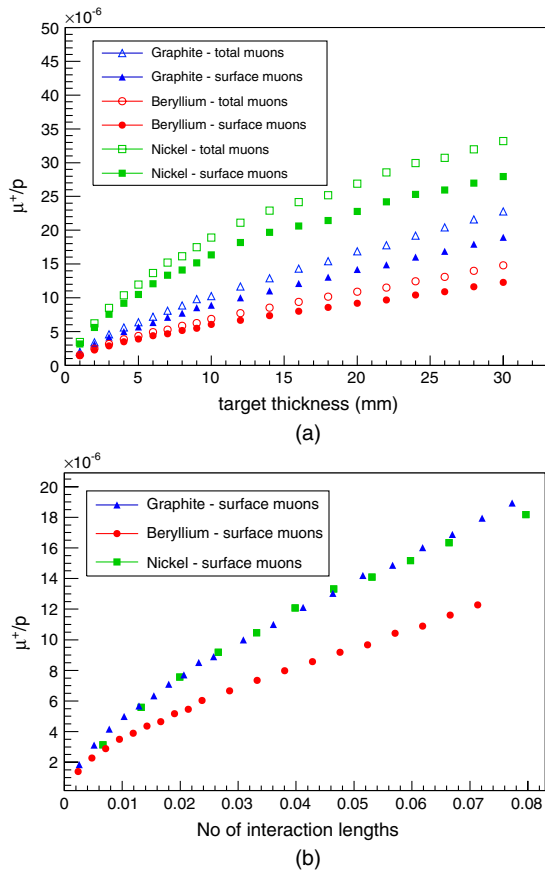 ×10⁻⁶
50
45
40
35
30
25
20
15
10
5
0
μ⁺/p
Graphite - total muons
Graphite - surface muons
Beryllium - total muons
Beryllium - surface muons
Nickel - total muons
Nickel - surface muons
0 5 10 15 20 25 30
target thickness (mm)
(a)
×10⁻⁶
20
18
16
14
12
10
8
6
4
2
μ⁺/p
Graphite - surface muons
Beryllium - surface muons
Nickel - surface muons
0 0.01 0.02 0.03 0.04 0.05 0.06 0.07 0.08
No of interaction lengths
(b)